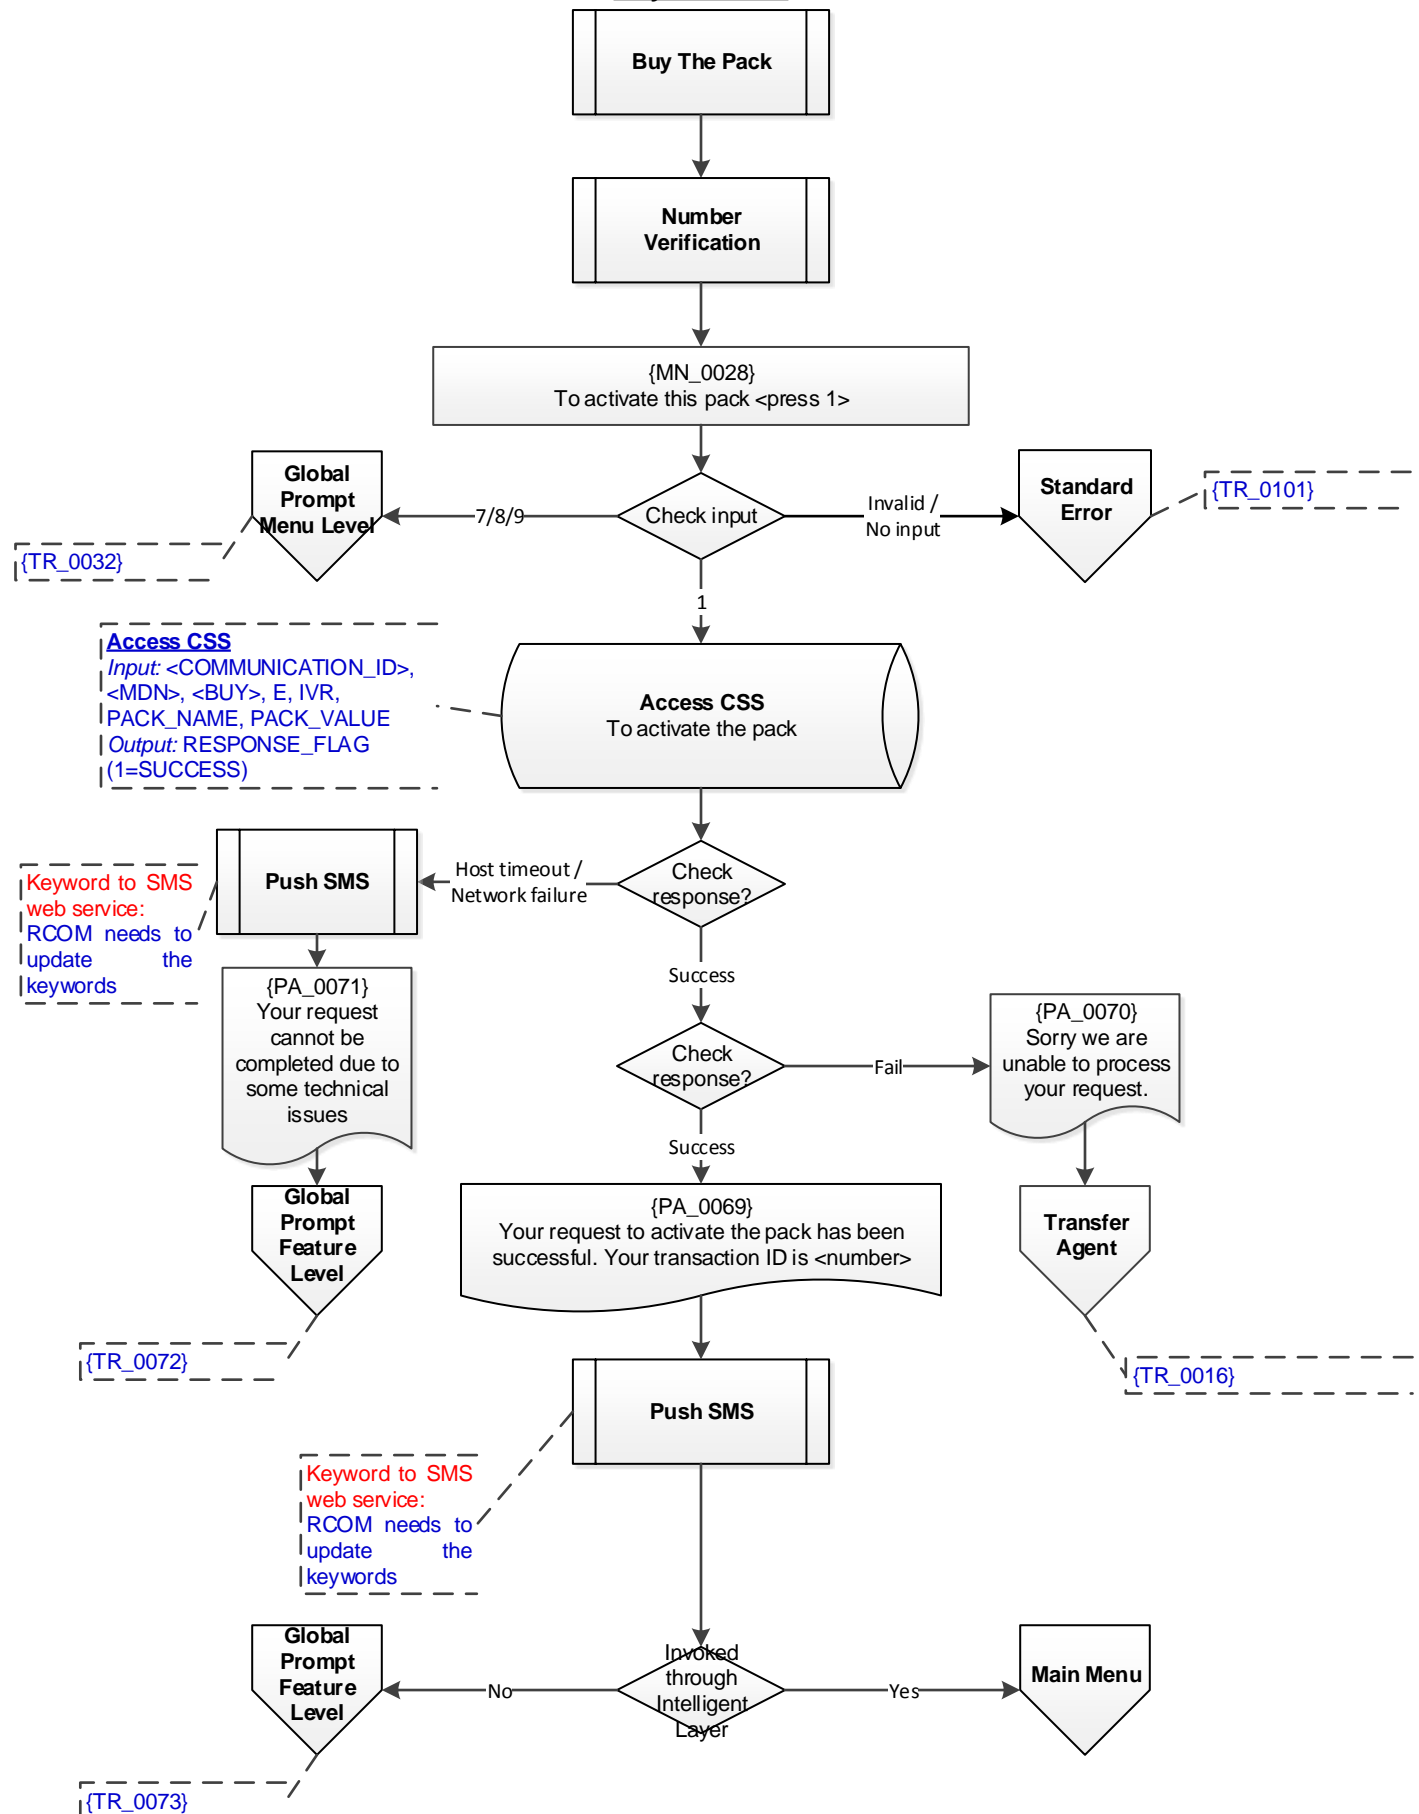 Buy The Pack
Number
Verification
{MN_0028}
To activate this pack <press 1>
Global
Prompt
Menu Level
7/8/9
Check input
Invalid /
No input
Standard
Error
{TR_0101}
{TR_0032}
1
Access CSS
Input: <COMMUNICATION_ID>,
<MDN>, <BUY>, E, IVR,
PACK_NAME, PACK_VALUE
Output: RESPONSE_FLAG
(1=SUCCESS)
Access CSS
To activate the pack
Push SMS
Host timeout /
Network failure
Check
response?
Keyword to SMS
web service:
RCOM needs to
update the
keywords
Success
{PA_0071}
Your request
cannot be
completed due to
some technical
issues
Check
response?
Fail
{PA_0070}
Sorry we are
unable to process
your request.
Success
Global
Prompt
Feature
Level
{PA_0069}
Your request to activate the pack has been
successful. Your transaction ID is <number>
Transfer
Agent
{TR_0072}
{TR_0016}
Push SMS
Keyword to SMS
web service:
RCOM needs to
update the
keywords
Global
Prompt
Feature
Level
No
Invoked
through
Intelligent
Layer
Yes
Main Menu
{TR_0073}